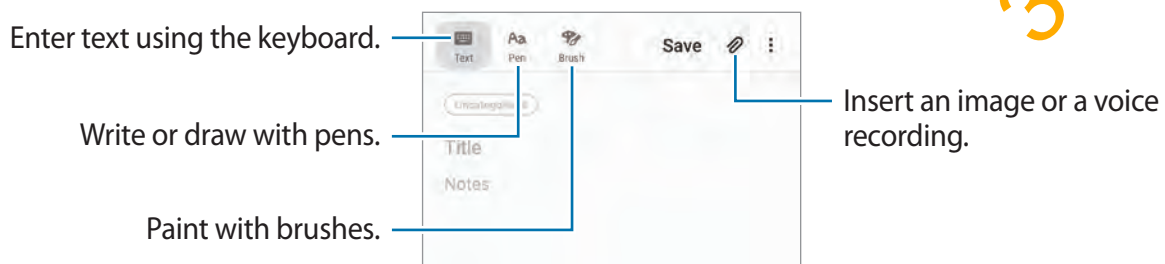 Enter text using the keyboard.
Text
Aa
Pen
Brush
Save
Insert an image or a voice
recording.
Write or draw with pens.
Title
Notes
Paint with brushes.